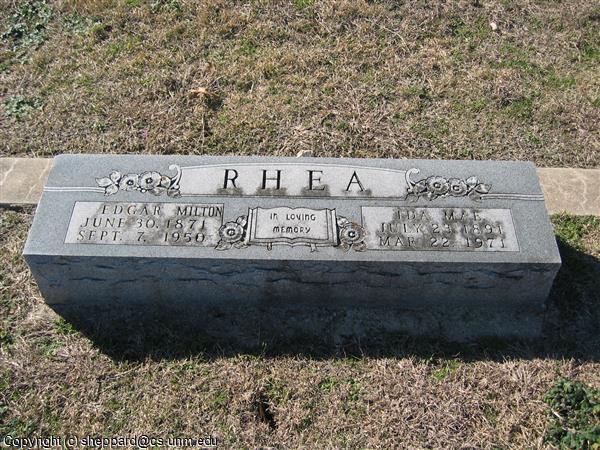 RHEA
EDGAR MILTON
JUNE 30, 1871
SEPT. 7, 1950
IN LOVING
MEMORY
IDA MAE
JULY 23, 1891
MAR. 22, 1971
Copyright (c) sheppard@cs.unm.edu